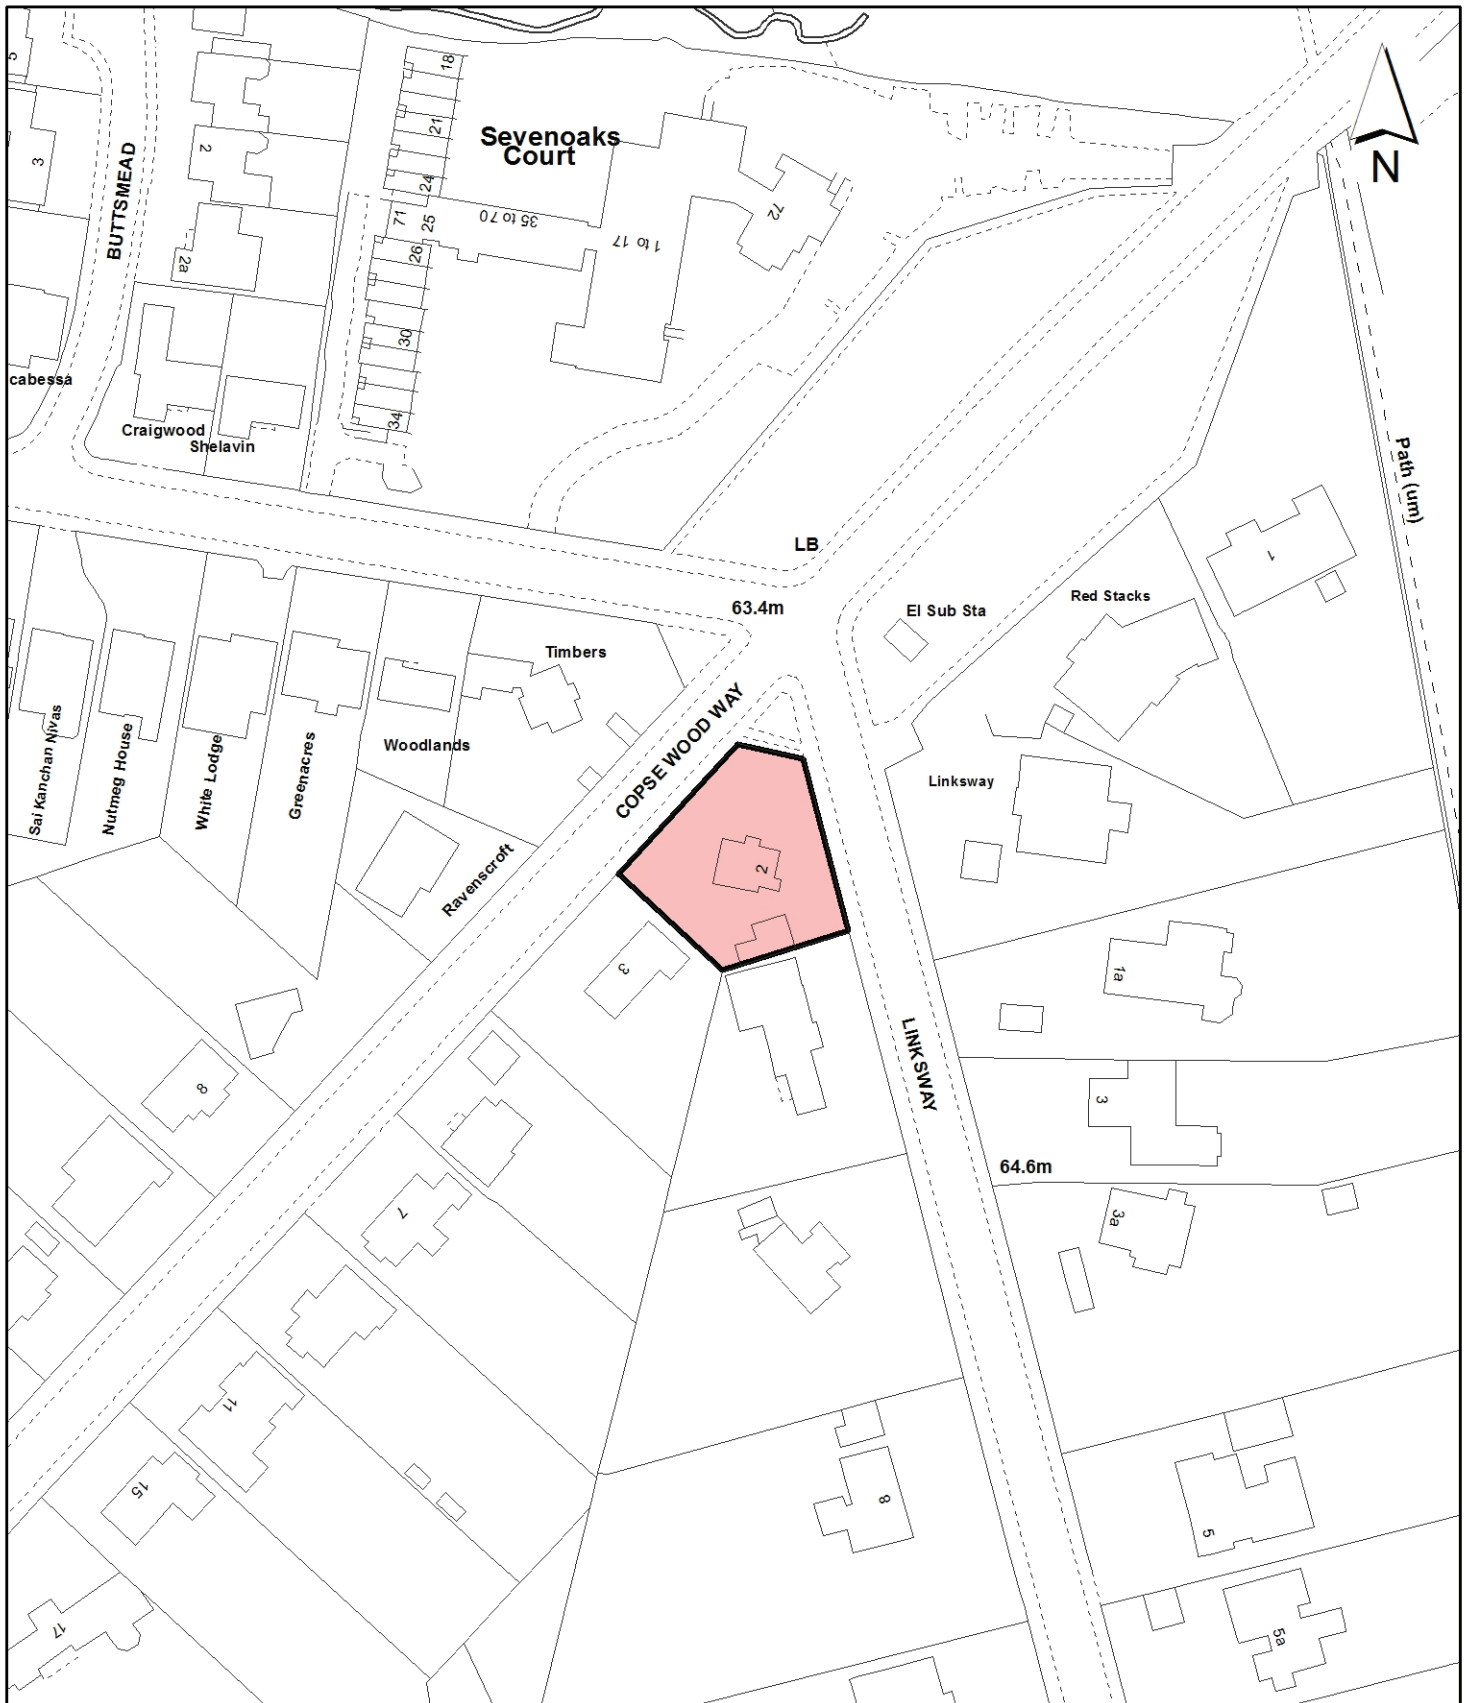 5
18
N
Sevenoaks
Court
21
2
3
BUTTSMEAD
24
71
25
35 to 70
72
1 to 17
26
2a
30
cabessa
34
Craigwood
Shelavin
Path (um)
LB
1
63.4m
El Sub Sta
Red Stacks
Timbers
COPSE WOOD WAY
Sai Kanchan Nivas
Nutmeg House
White Lodge
Greenacres
Woodlands
Linksway
Ravenscroft
2
3
1a
LINKSWAY
8
3
64.6m
7
3a
11
15
8
5
17
5a